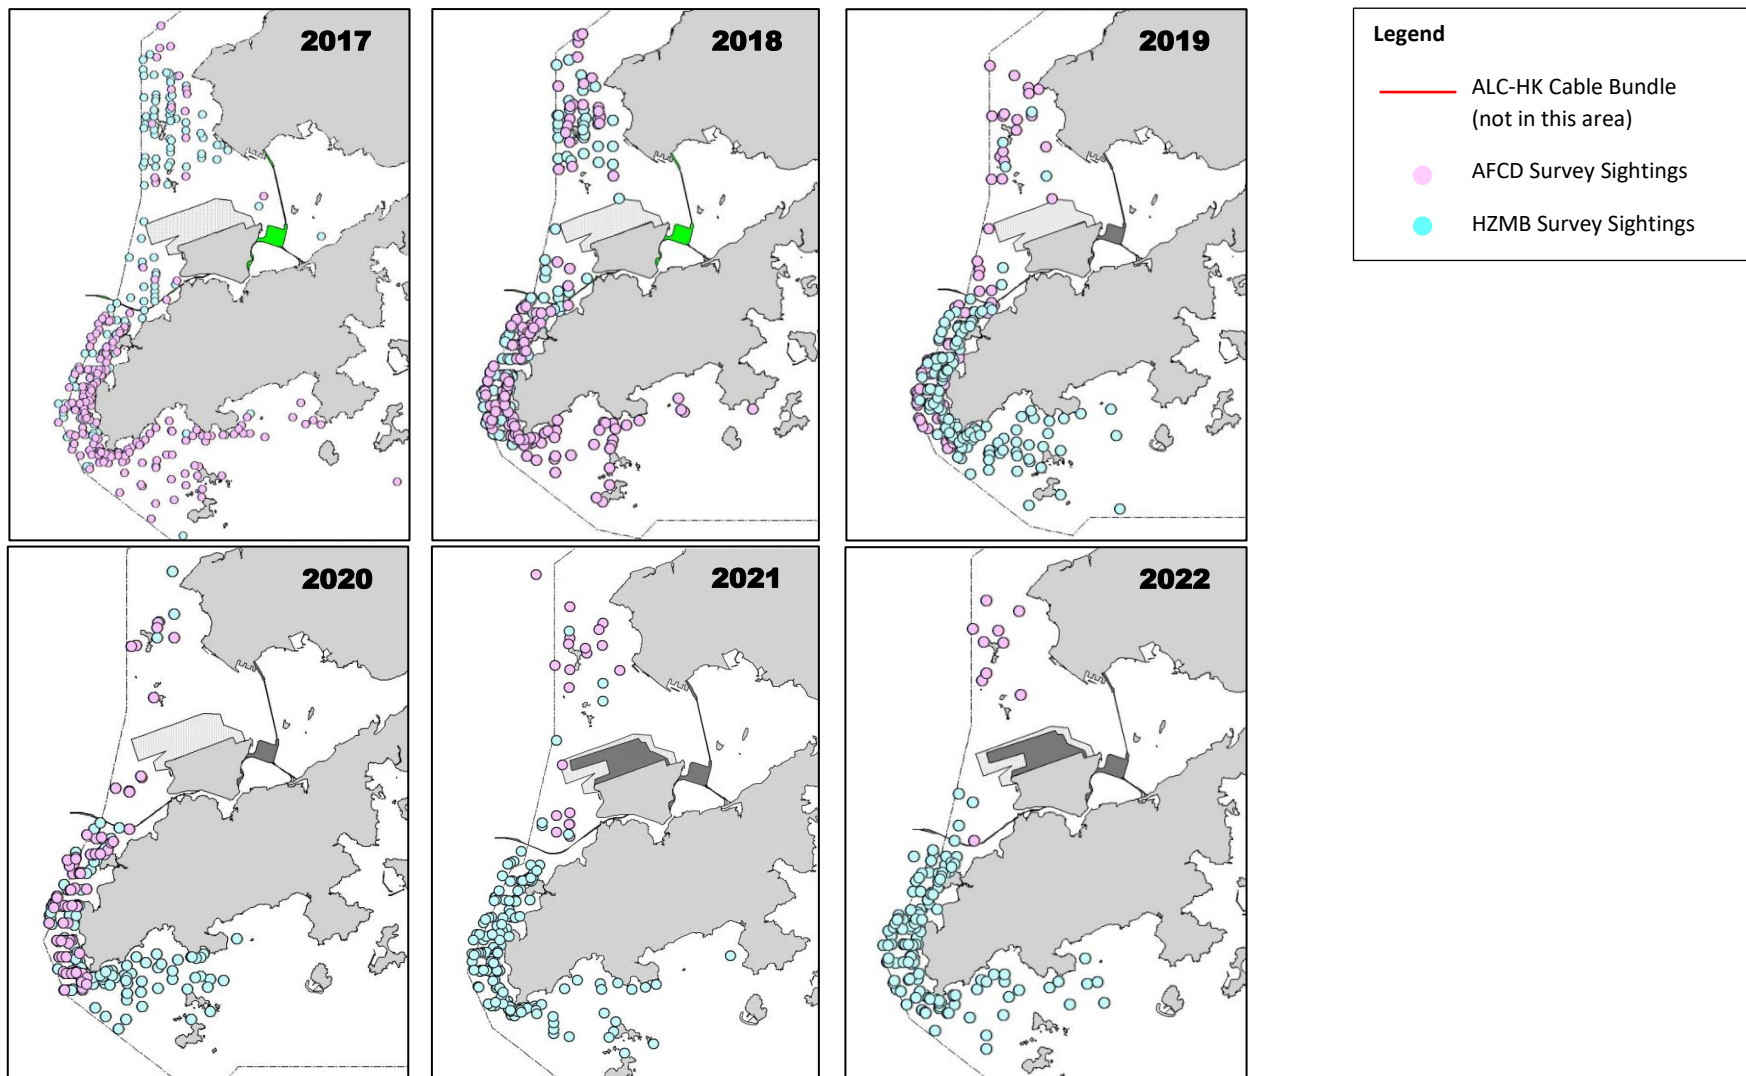 2017
2018
2019
Legend
ALC-HK Cable Bundle
(not in this area)
AFCD Survey Sightings
HZMB Survey Sightings
2020
2021
2022